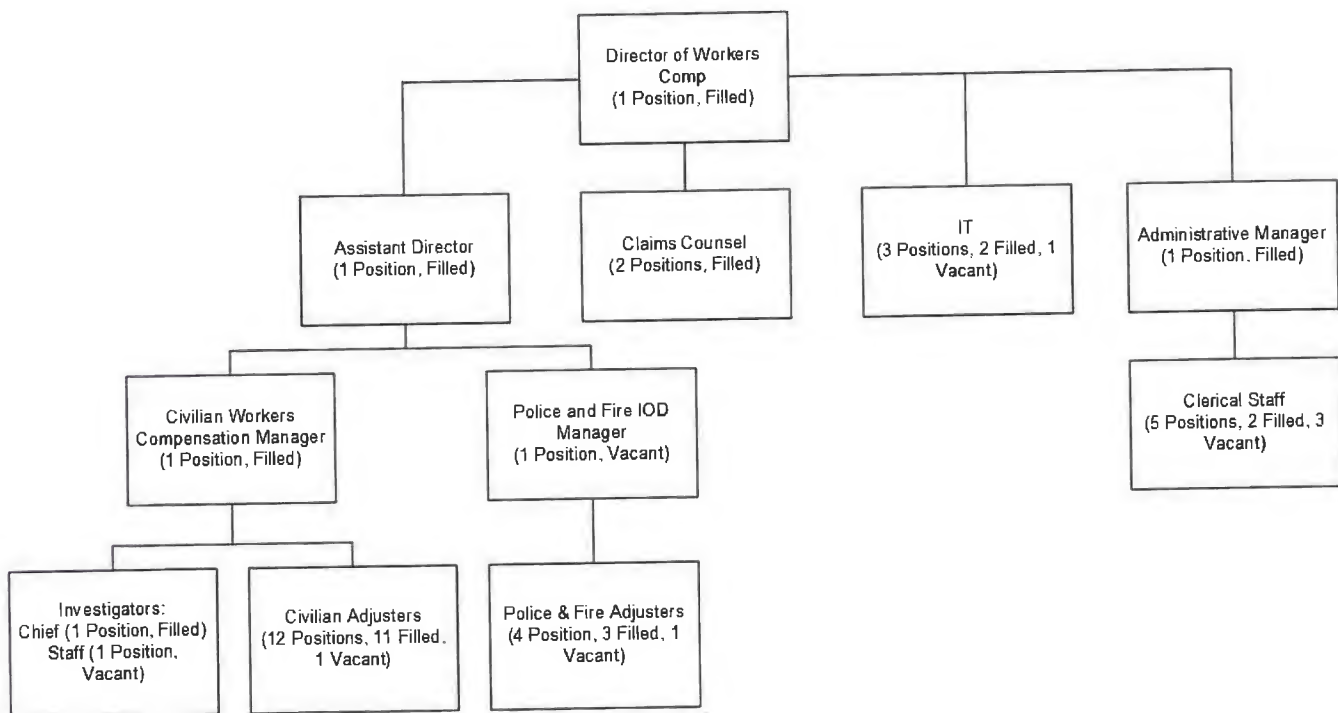 Director of Workers
Comp
(1 Position, Filled)
Assistant Director
(1 Position, Filled)
Claims Counsel
(2 Positions, Filled)
IT
(3 Positions, 2 Filled, 1
Vacant)
Administrative Manager
(1 Position, Filled)
Civilian Workers
Compensation Manager
(1 Position, Filled)
Police and Fire IOD
Manager
(1 Position, Vacant)
Clerical Staff
(5 Positions, 2 Filled, 3
Vacant)
Investigators:
Chief (1 Position, Filled)
Staff (1 Position,
Vacant)
Civilian Adjusters
(12 Positions, 11 Filled,
1 Vacant)
Police & Fire Adjusters
(4 Position, 3 Filled, 1
Vacant)